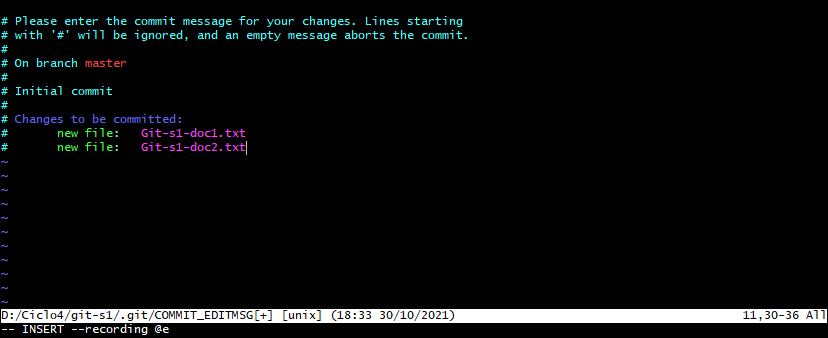 # Please enter the commit message for your changes. Lines starting
# with '#' will be ignored, and an empty message aborts the commit.
#
# On branch master
#
# Initial commit
#
# Changes to be committed:
#       new file:   Git-s1-doc1.txt
#       new file:   Git-s1-doc2.txt
~
~
~
~
~
~
~
~
~
~
~
D:/Ciclo4/git-s1/.git/COMMIT_EDITMSG[+] [unix] (18:33 30/10/2021) 11,30-36 All
-- INSERT --recording @e